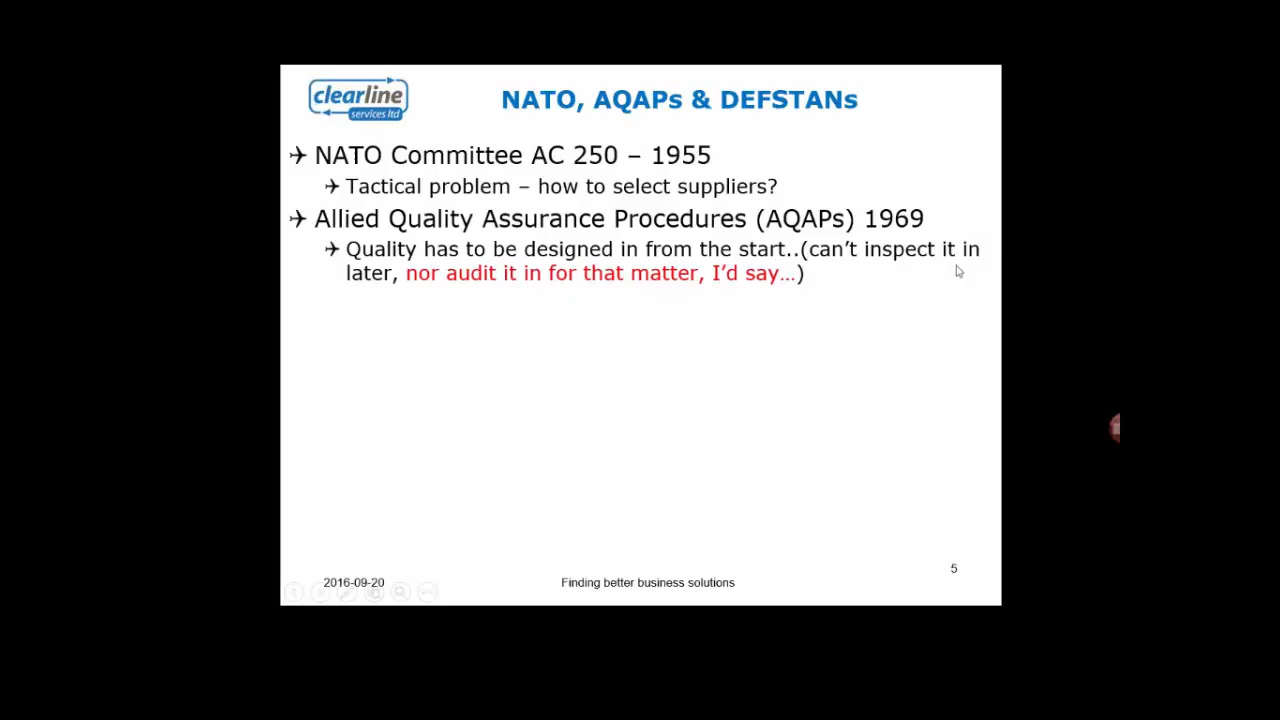 clearline
services ltd
NATO, AQAPs & DEFSTANs
NATO Committee AC 250 – 1955
Tactical problem – how to select suppliers?
Allied Quality Assurance Procedures (AQAPs) 1969
Quality has to be designed in from the start..(can't inspect it in
later, nor audit it in for that matter, I'd say…)
5
2016-09-20
Finding better business solutions